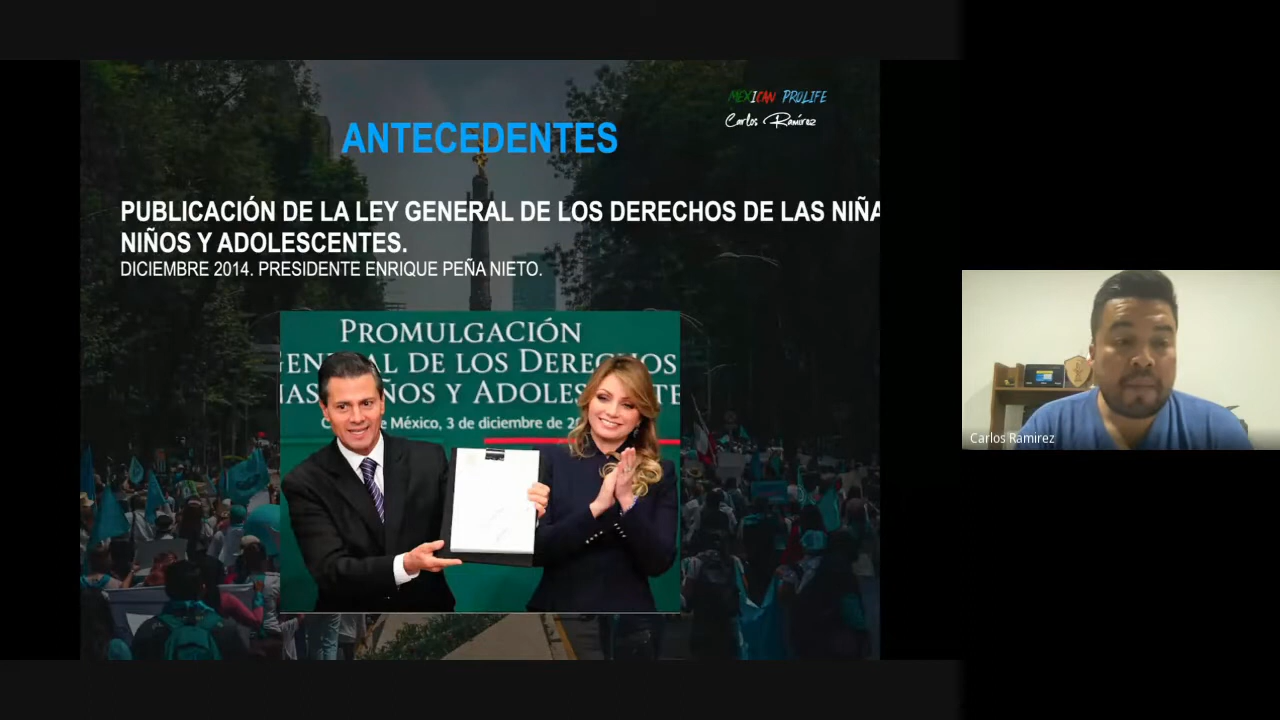 MEXICAN PROLIFE
Carlos Ramírez
ANTECEDENTES
PUBLICACIÓN DE LA LEY GENERAL DE LOS DERECHOS DE LAS NIÑA
NIÑOS Y ADOLESCENTES.
DICIEMBRE 2014. PRESIDENTE ENRIQUE PEÑA NIETO.
PROMULGACIÓN
GENERAL DE LOS DERECHOS
NIÑOS Y ADOLESCENTE
México, 3 de diciembre de
Carlos Ramirez